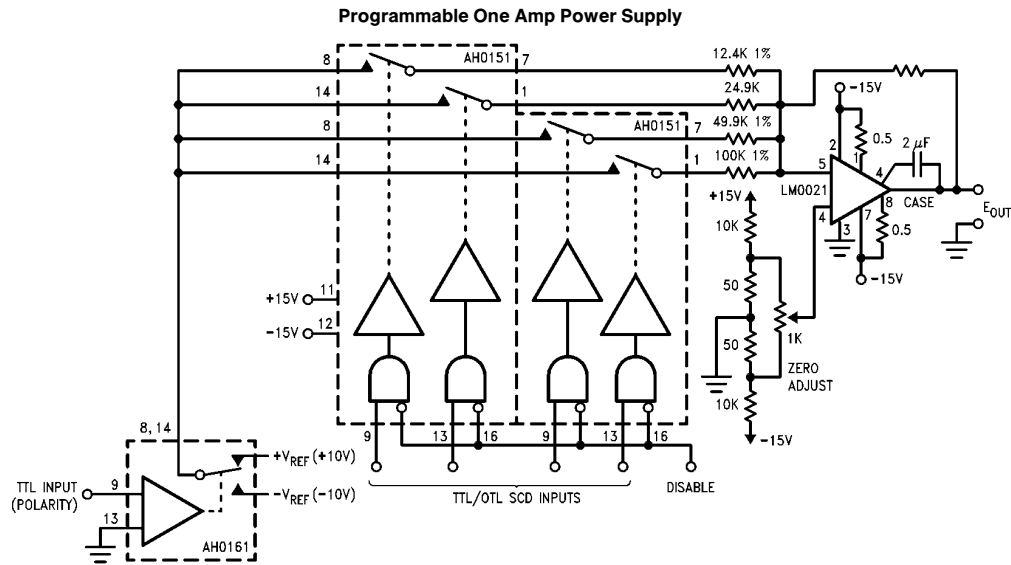 Programmable One Amp Power Supply
8 AH0151 7 12.4K 1%
14 1 24.9K
-15V
8 AH0151 7 49.9K 1%
2 0.5 2 µF
14 1 100K 1%
1 4
5 LM0021 CASE
+15V 4 8 EOUT
10K 3 7 0.5
-15V
50
+15V 11
-15V 12
1K
50
ZERO
ADJUST
10K
-15V
9 13 16 9 13 16
8, 14
+VREF (+10V)
TTL/OTL SCD INPUTS
DISABLE
TTL INPUT
(POLARITY)
9
-VREF (-10V)
13
AH0161